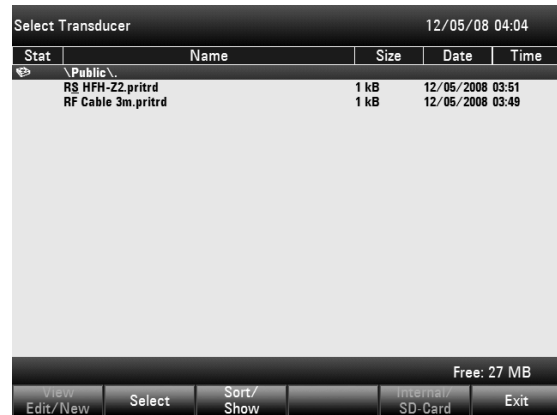 Select Transducer 12/05/08 04:04
Stat Name Size Date Time
\Public\.
RS HFH-Z2.pritrd 1 kB 12/05/2008 03:51
RF Cable 3m.pritrd 1 kB 12/05/2008 03:49
Free: 27 MB
View Edit/New Select Sort/ Show Internal/ SD-Card Exit